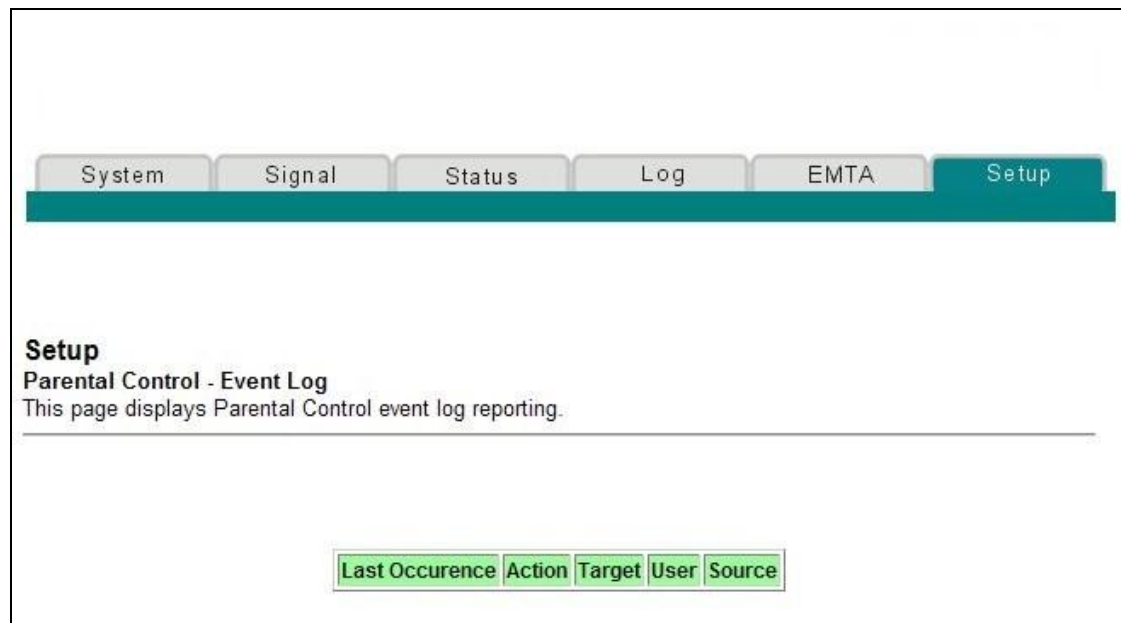 System Signal Status Log EMTA Setup
Setup
Parental Control - Event Log
This page displays Parental Control event log reporting.
Last Occurence Action Target User Source